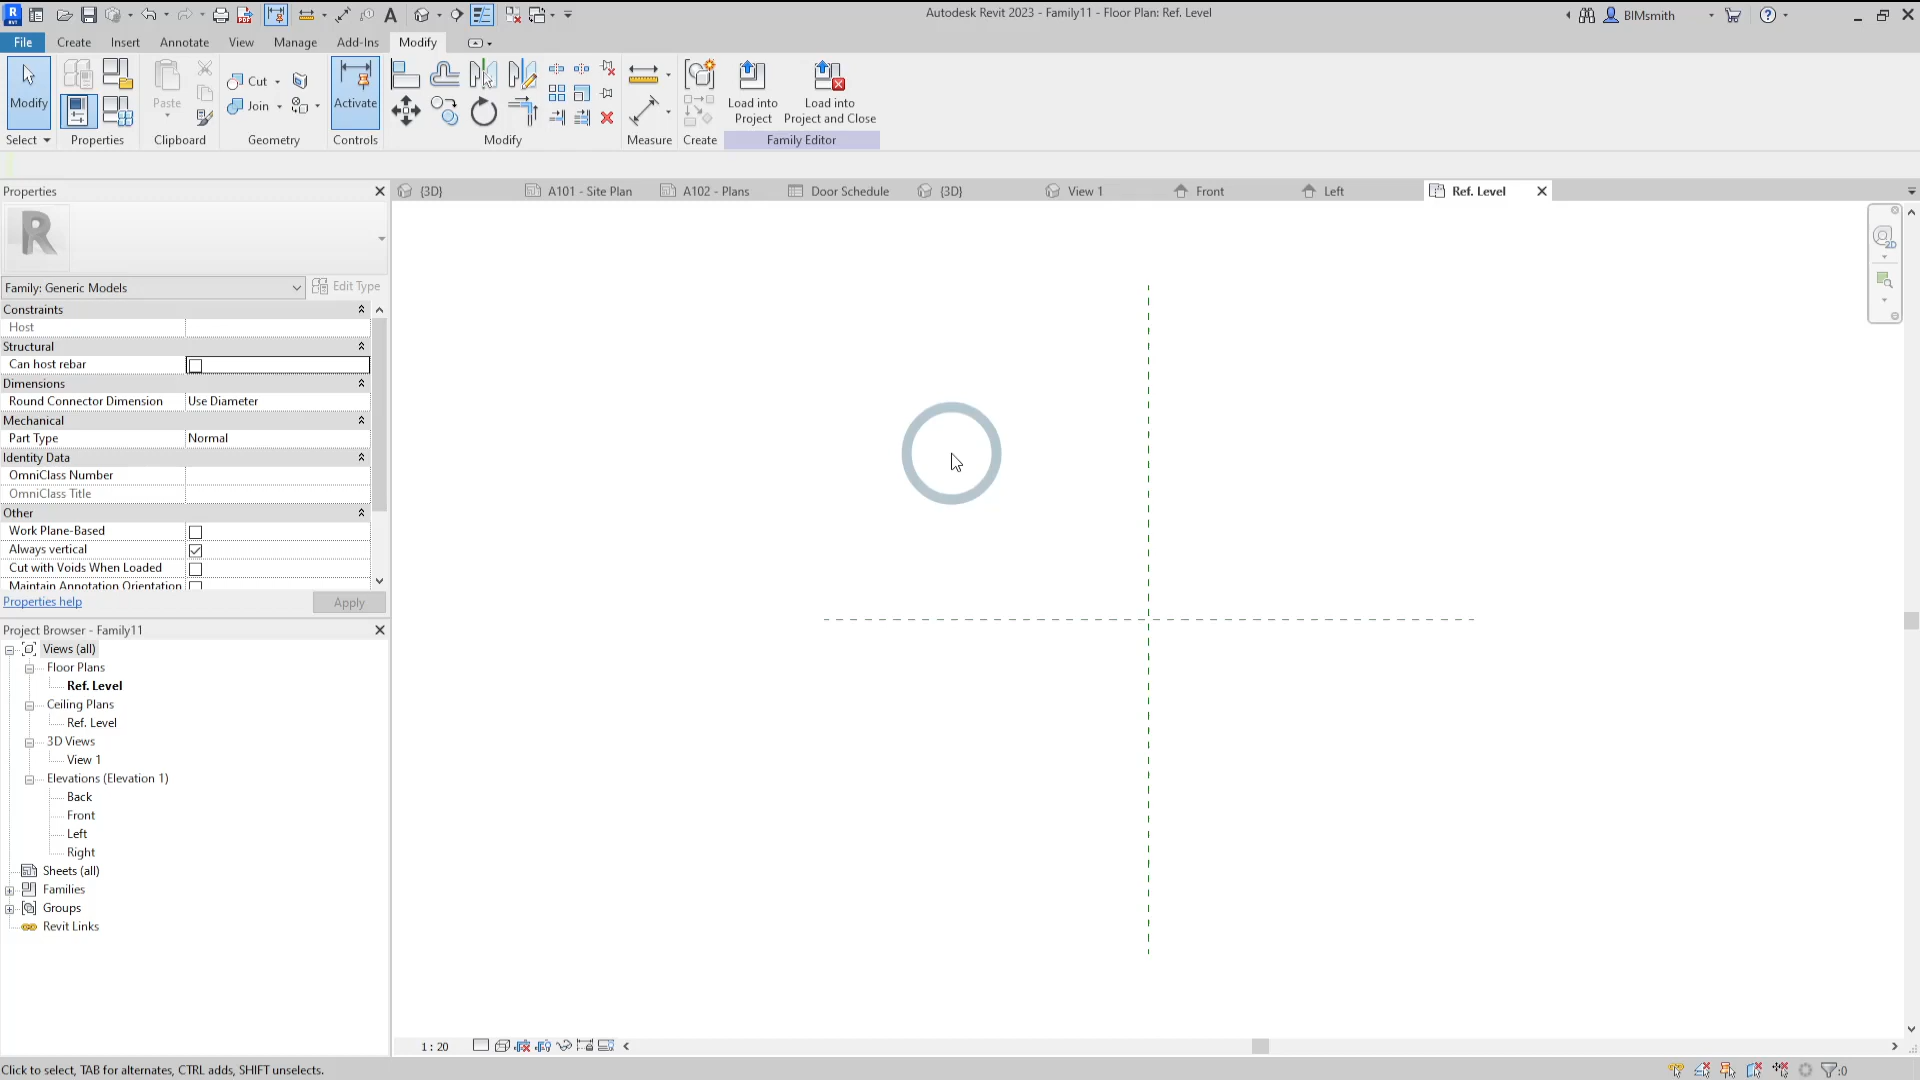 Autodesk Revit 2023 - Family11 - Floor Plan: Ref. Level
BIMsmith
File Create Insert Annotate View Manage Add-Ins Modify
Modify
Paste
Cut
Join
Activate
Load into Project
Load into Project and Close
Select Properties Clipboard Geometry Controls Modify Measure Create Family Editor
Properties
{3D} A101 - Site Plan A102 - Plans Door Schedule {3D} View 1 Front Left Ref. Level
Family: Generic Models Edit Type
Constraints
Host
Structural
Can host rebar
Dimensions
Round Connector Dimension Use Diameter
Mechanical
Part Type Normal
Identity Data
OmniClass Number
OmniClass Title
Other
Work Plane-Based
Always vertical
Cut with Voids When Loaded
Maintain Annotation Orientation
Properties help Apply
Project Browser - Family11
Views (all)
Floor Plans
Ref. Level
Ceiling Plans
Ref. Level
3D Views
View 1
Elevations (Elevation 1)
Back
Front
Left
Right
Sheets (all)
Families
Groups
Revit Links
1 : 20
Click to select, TAB for alternates, CTRL adds, SHIFT unselects.
:0